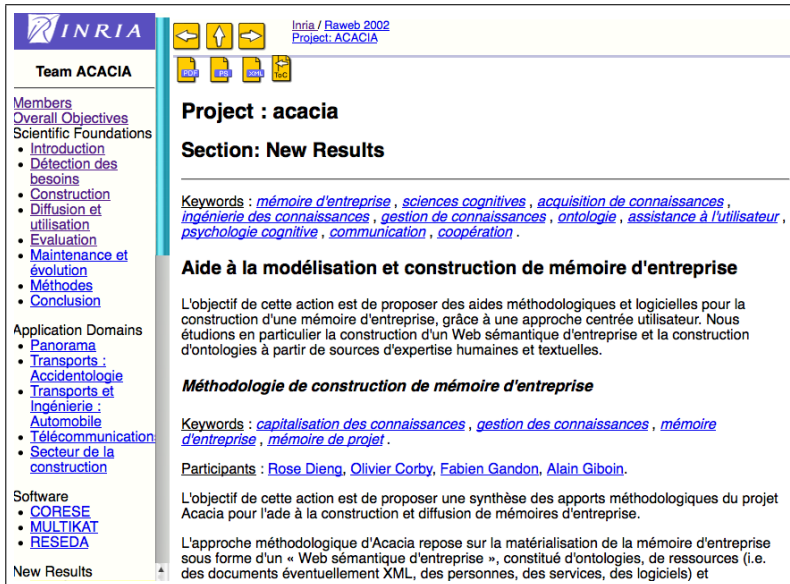 INRIA
Team ACACIA
Members
Overall Objectives
Scientific Foundations
Introduction
Détection des
besoins
Construction
Diffusion et
utilisation
Evaluation
Maintenance et
évolution
Méthodes
Conclusion
Application Domains
Panorama
Transports :
Accidentologie
Transports et
Ingénierie :
Automobile
Télécommunication
Secteur de la
construction
Software
CORESE
MULTIKAT
RESEDA
New Results
Inria / Raweb 2002
Project: ACACIA
PDF PS XML TeC
Project : acacia
Section: New Results
Keywords : mémoire d'entreprise , sciences cognitives , acquisition de connaissances ,
ingénierie des connaissances , gestion de connaissances , ontologie , assistance à l'utilisateur ,
psychologie cognitive , communication , coopération .
Aide à la modélisation et construction de mémoire d'entreprise
L'objectif de cette action est de proposer des aides méthodologiques et logicielles pour la
construction d'une mémoire d'entreprise, grâce à une approche centrée utilisateur. Nous
étudions en particulier la construction d'un Web sémantique d'entreprise et la construction
d'ontologies à partir de sources d'expertise humaines et textuelles.
Méthodologie de construction de mémoire d'entreprise
Keywords : capitalisation des connaissances , gestion des connaissances , mémoire
d'entreprise , mémoire de projet .
Participants : Rose Dieng, Olivier Corby, Fabien Gandon, Alain Giboin.
L'objectif de cette action est de proposer une synthèse des apports méthodologiques du projet
Acacia pour l'ade à la construction et diffusion de mémoires d'entreprise.
L'approche méthodologique d'Acacia repose sur la matérialisation de la mémoire d'entreprise
sous forme d'un « Web sémantique d'entreprise », constitué d'ontologies, de ressources (i.e.
des documents éventuellement XML, des personnes, des services, des logiciels) et